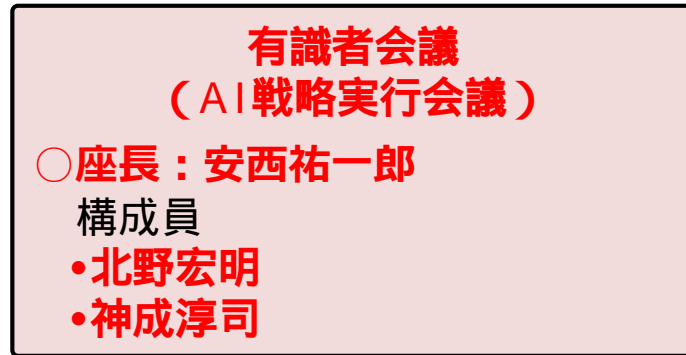 有識者会議
（AI戦略実行会議）
○座長：安西祐一郎
構成員
•北野宏明
•神成淳司